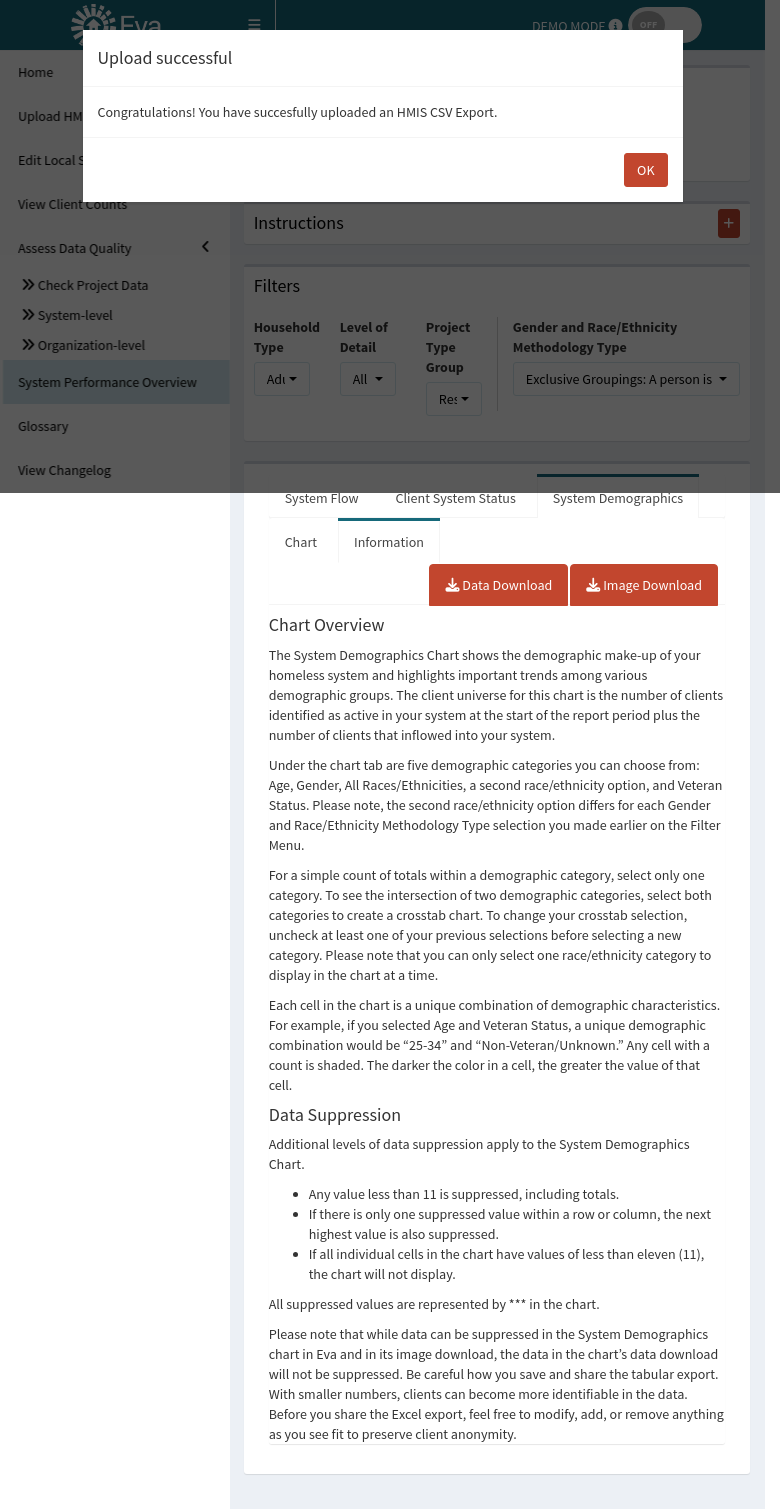 Eva
DEMO MODE
OFF
Upload successful
Congratulations! You have succesfully uploaded an HMIS CSV Export.
OK
Home
Upload HM
Edit Local S
View Client Counts
Assess Data Quality
Check Project Data
System-level
Organization-level
System Performance Overview
Glossary
View Changelog
Instructions
+
Filters
Household Type
Level of Detail
Project Type Group
Gender and Race/Ethnicity Methodology Type
Adu
All
Res
Exclusive Groupings: A person is
System Flow
Client System Status
System Demographics
Chart
Information
Data Download
Image Download
Chart Overview
The System Demographics Chart shows the demographic make-up of your
homeless system and highlights important trends among various
demographic groups. The client universe for this chart is the number of clients
identified as active in your system at the start of the report period plus the
number of clients that inflowed into your system.
Under the chart tab are five demographic categories you can choose from:
Age, Gender, All Races/Ethnicities, a second race/ethnicity option, and Veteran
Status. Please note, the second race/ethnicity option differs for each Gender
and Race/Ethnicity Methodology Type selection you made earlier on the Filter
Menu.
For a simple count of totals within a demographic category, select only one
category. To see the intersection of two demographic categories, select both
categories to create a crosstab chart. To change your crosstab selection,
uncheck at least one of your previous selections before selecting a new
category. Please note that you can only select one race/ethnicity category to
display in the chart at a time.
Each cell in the chart is a unique combination of demographic characteristics.
For example, if you selected Age and Veteran Status, a unique demographic
combination would be “25-34” and “Non-Veteran/Unknown.” Any cell with a
count is shaded. The darker the color in a cell, the greater the value of that
cell.
Data Suppression
Additional levels of data suppression apply to the System Demographics
Chart.
• Any value less than 11 is suppressed, including totals.
• If there is only one suppressed value within a row or column, the next
highest value is also suppressed.
• If all individual cells in the chart have values of less than eleven (11),
the chart will not display.
All suppressed values are represented by *** in the chart.
Please note that while data can be suppressed in the System Demographics
chart in Eva and in its image download, the data in the chart’s data download
will not be suppressed. Be careful how you save and share the tabular export.
With smaller numbers, clients can become more identifiable in the data.
Before you share the Excel export, feel free to modify, add, or remove anything
as you see fit to preserve client anonymity.